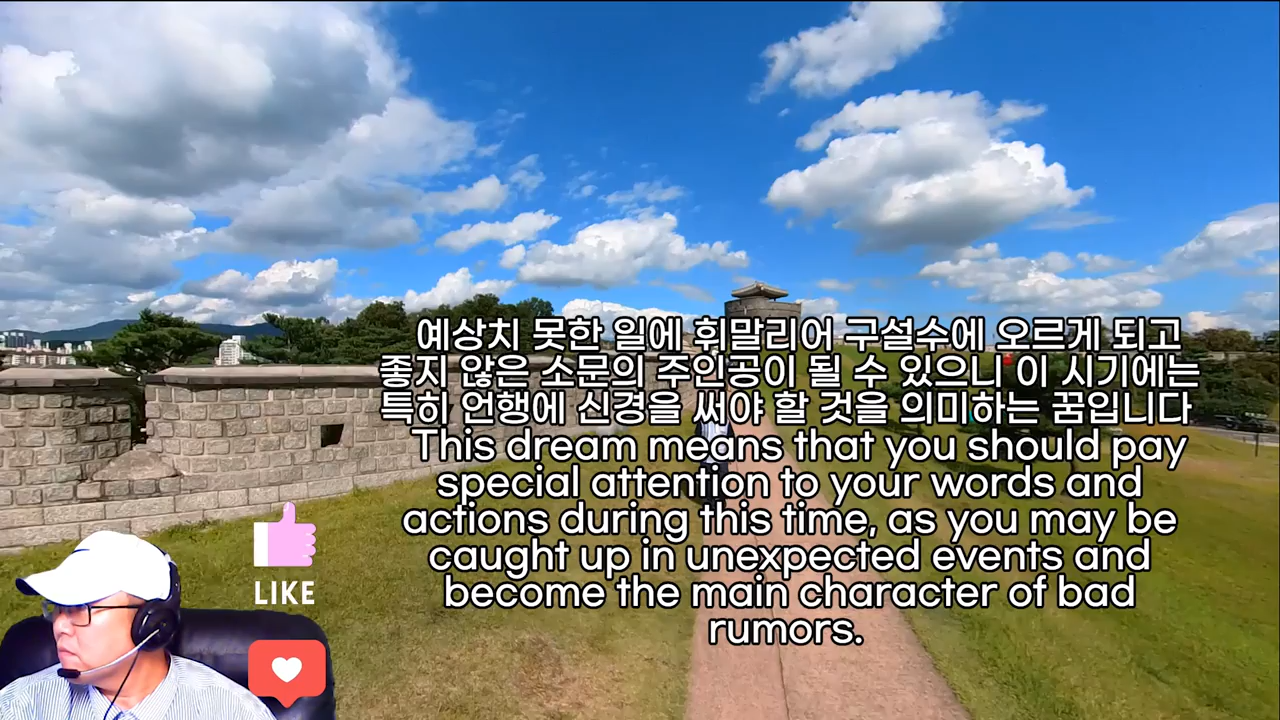 예상치 못한 일에 휘말리어 구설수에 오르게 되고
좋지 않은 소문의 주인공이 될 수 있으니 이 시기에는
특히 언행에 신경을 써야 할 것을 의미하는 꿈입니다
This dream means that you should pay
special attention to your words and
actions during this time, as you may be
caught up in unexpected events and
become the main character of bad
rumors.
LIKE